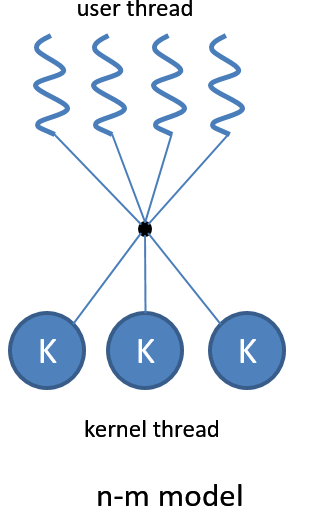 user thread
K
K
K
kernel thread
n-m model